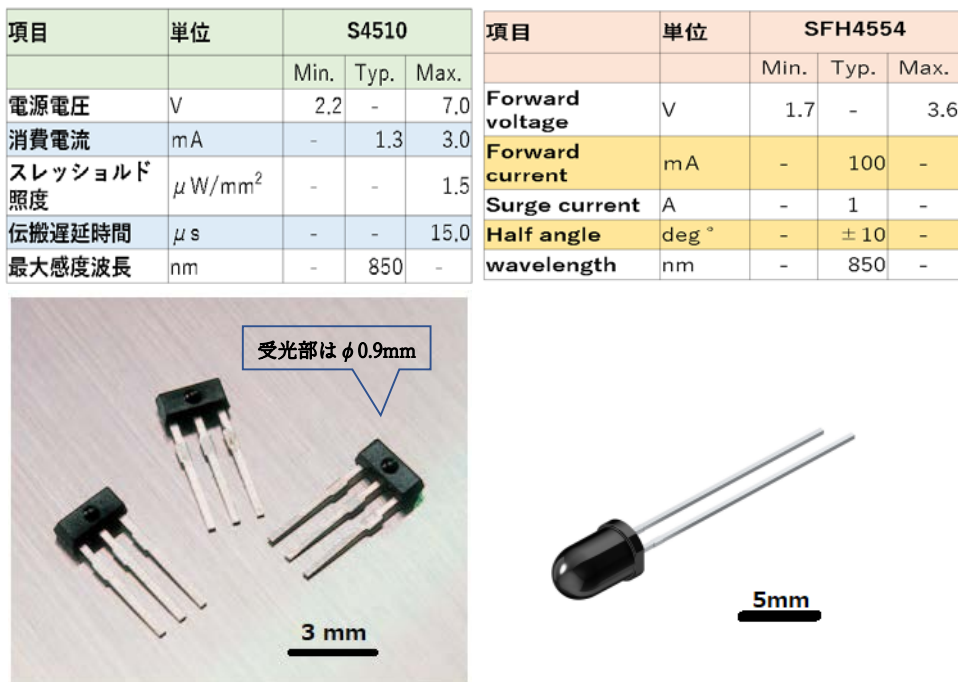 項目 単位 S4510
Min. Typ. Max.
電源電圧 V 2.2 - 7.0
消費電流 mA - 1.3 3.0
スレッショルド
照度 μW/mm² - - 1.5
伝搬遅延時間 μs - - 15.0
最大感度波長 nm - 850 -
項目 単位 SFH4554
Min. Typ. Max.
Forward
voltage V 1.7 - 3.6
Forward
current mA - 100 -
Surge current A - 1 -
Half angle deg° - ±10 -
wavelength nm - 850 -
受光部はφ0.9mm
3 mm
5mm